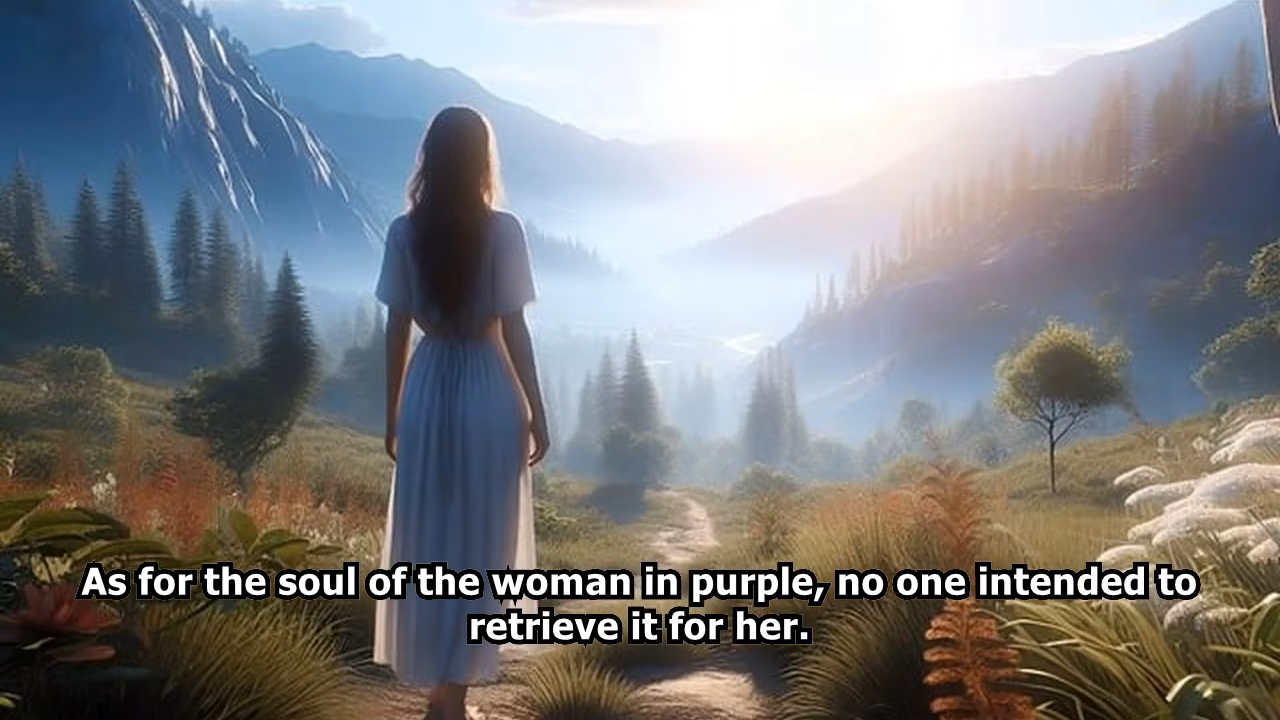 As for the soul of the woman in purple, no one intended to
retrieve it for her.